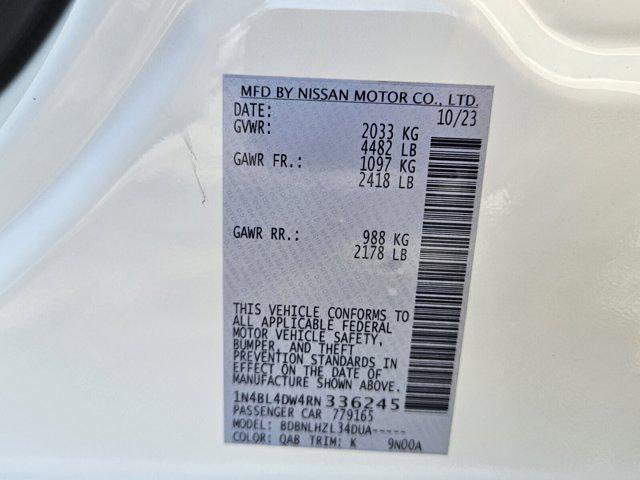 MFD BY NISSAN MOTOR CO., LTD.
DATE: 10/23
GVWR: 2033 KG
4482 LB
GAWR FR.: 1097 KG
2418 LB
GAWR RR.: 988 KG
2178 LB
THIS VEHICLE CONFORMS TO
ALL APPLICABLE FEDERAL
MOTOR VEHICLE SAFETY,
BUMPER, AND THEFT
PREVENTION STANDARDS IN
EFFECT ON THE DATE OF
MANUFACTURE SHOWN ABOVE.
1N4BL4DW4RN336245
PASSENGER CAR 779165
MODEL: BDBNLHZL34DUA-----
COLOR: QAB TRIM: K 9N00A